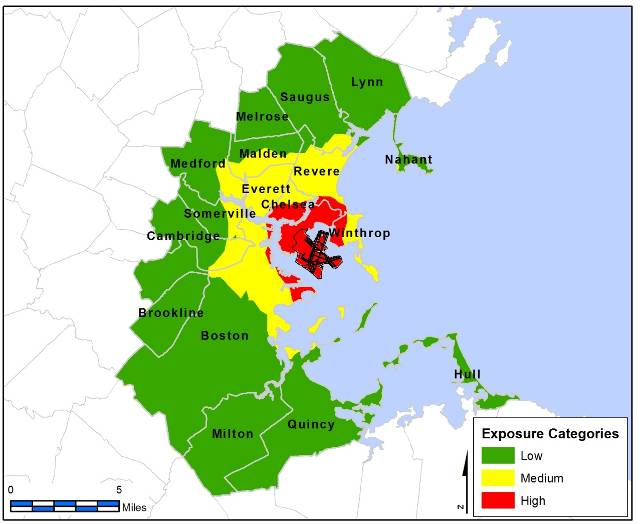 Lynn
Saugus
Melrose
Malden
Medford
Nahant
Revere
Everett
Chelsea
Somerville
Winthrop
Cambridge
Brookline
Boston
Hull
Quincy
Milton
Exposure Categories
Low
Medium
High
0 5
Miles
N